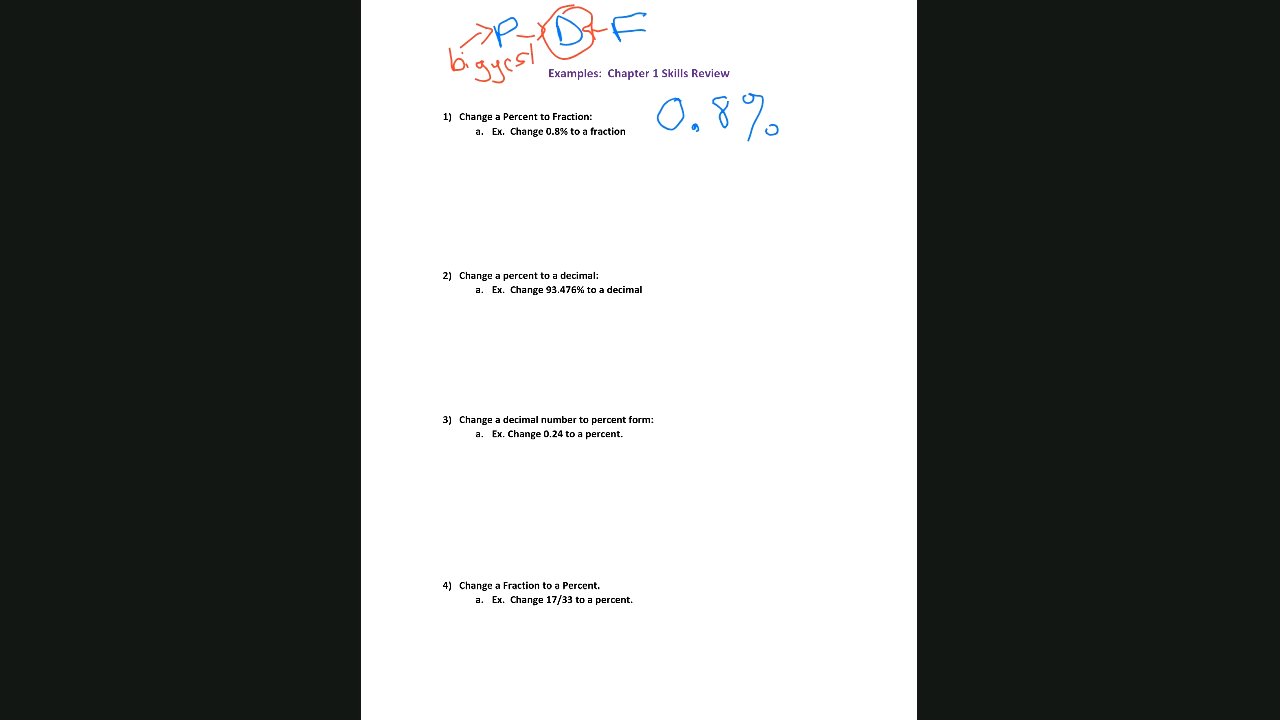 P D F
biggest
Examples: Chapter 1 Skills Review
0.8%
1) Change a Percent to Fraction:
a. Ex. Change 0.8% to a fraction
2) Change a percent to a decimal:
a. Ex. Change 93.476% to a decimal
3) Change a decimal number to percent form:
a. Ex. Change 0.24 to a percent.
4) Change a Fraction to a Percent.
a. Ex. Change 17/33 to a percent.